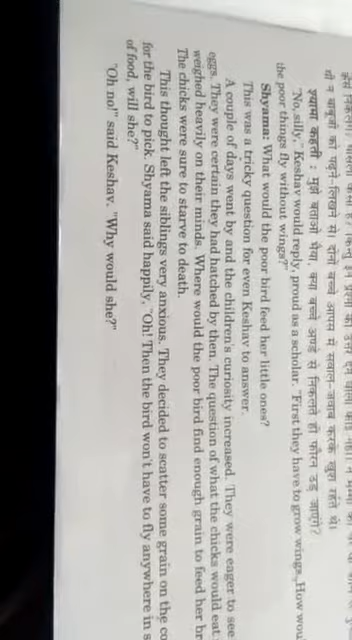 बाबूजी को पढ़ने-लिखने से। दोनों बच्चे आपस में सवाल-जवाब करके खुश रहते थे।
श्यामा कहती : मुझे बताओ भैया, क्या बच्चे अण्डे से निकलते ही फौरन उड़ जाएंगे?
"No, silly," Keshav would reply, proud as a scholar. "First they have to grow wings. How
the poor things fly without wings?"
Shyama: What would the poor bird feed her little ones?
This was a tricky question for even Keshav to answer.
A couple of days went by and the children's curiosity increased. They were eager to see
eggs. They were certain they had hatched by then. The question of what the chicks would eat
weighed heavily on their minds. Where would the poor bird find enough grain to feed her
The chicks were sure to starve to death.
This thought left the siblings very anxious. They decided to scatter some grain on the
for the bird to pick. Shyama said happily, "Oh! Then the bird won't have to fly anywhere in
of food, will she?"
"Oh no!" said Keshav. "Why would she?"